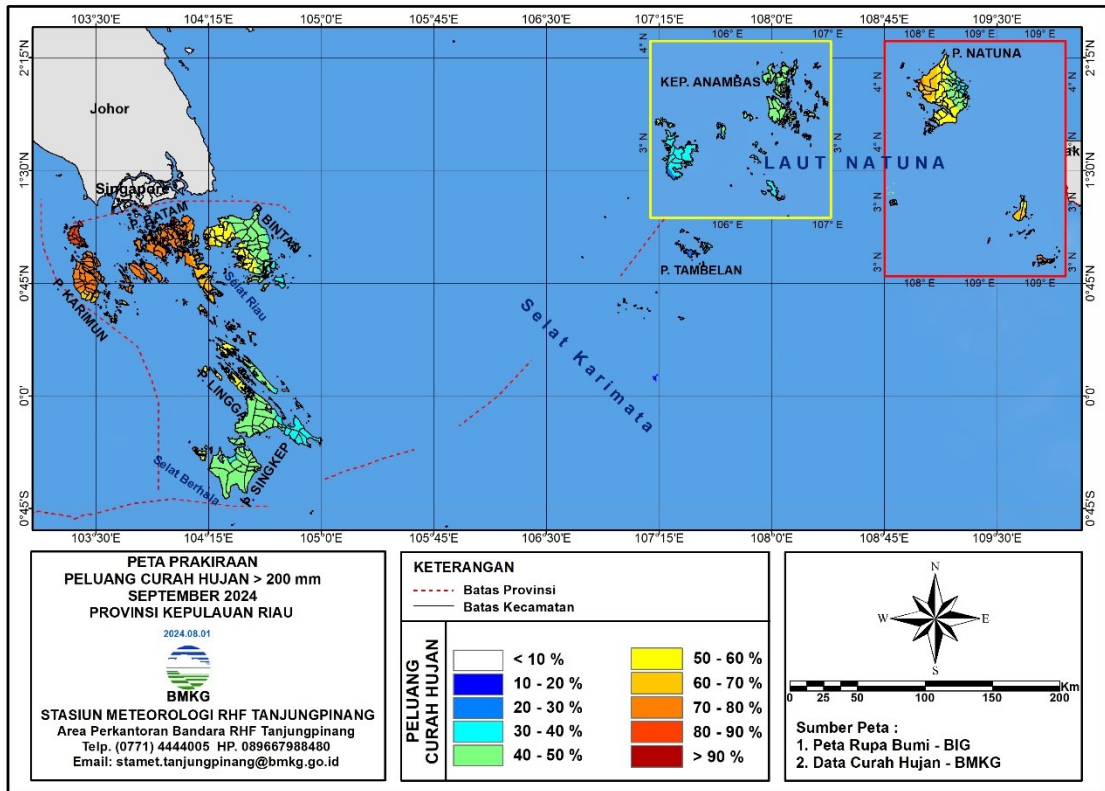 103°30'E 104°15'E 105°0'E 105°45'E 106°30'E 107°15'E 108°0'E 108°45'E 109°30'E
2°15'N
1°30'N
0°45'N
0°0'
0°45'S
2°15'N
1°30'N
0°45'N
0°0'
0°45'S
Johor
Singapore
P. BATAM
P. BINTAN
P. KARIMUN
Selat Riau
P. LINGGA
P. SINGKEP
Selat Berhala
106° E 107° E
4° N
KEP. ANAMBAS
3° N
3° N
106° E 107° E
LAUT NATUNA
P. TAMBELAN
Selat Karimata
108° E 109° E 109° E
P. NATUNA
4° N 4° N
4° N 4° N
3° N 3° N
3° N 3° N
108° E 109° E 109° E
ak
103°30'E 104°15'E 105°0'E 105°45'E 106°30'E 107°15'E 108°0'E 108°45'E 109°30'E
PETA PRAKIRAAN
PELUANG CURAH HUJAN > 200 mm
SEPTEMBER 2024
PROVINSI KEPULAUAN RIAU
2024.08.01
BMKG
STASIUN METEOROLOGI RHF TANJUNGPINANG
Area Perkantoran Bandara RHF Tanjungpinang
Telp. (0771) 4444005 HP. 089667988480
Email: stamet.tanjungpinang@bmkg.go.id
KETERANGAN
Batas Provinsi
Batas Kecamatan
PELUANG
CURAH HUJAN
< 10 %
10 - 20 %
20 - 30 %
30 - 40 %
40 - 50 %
50 - 60 %
60 - 70 %
70 - 80 %
80 - 90 %
> 90 %
N
W E
S
Km
0 25 50 100 150 200
Sumber Peta :
1. Peta Rupa Bumi - BIG
2. Data Curah Hujan - BMKG